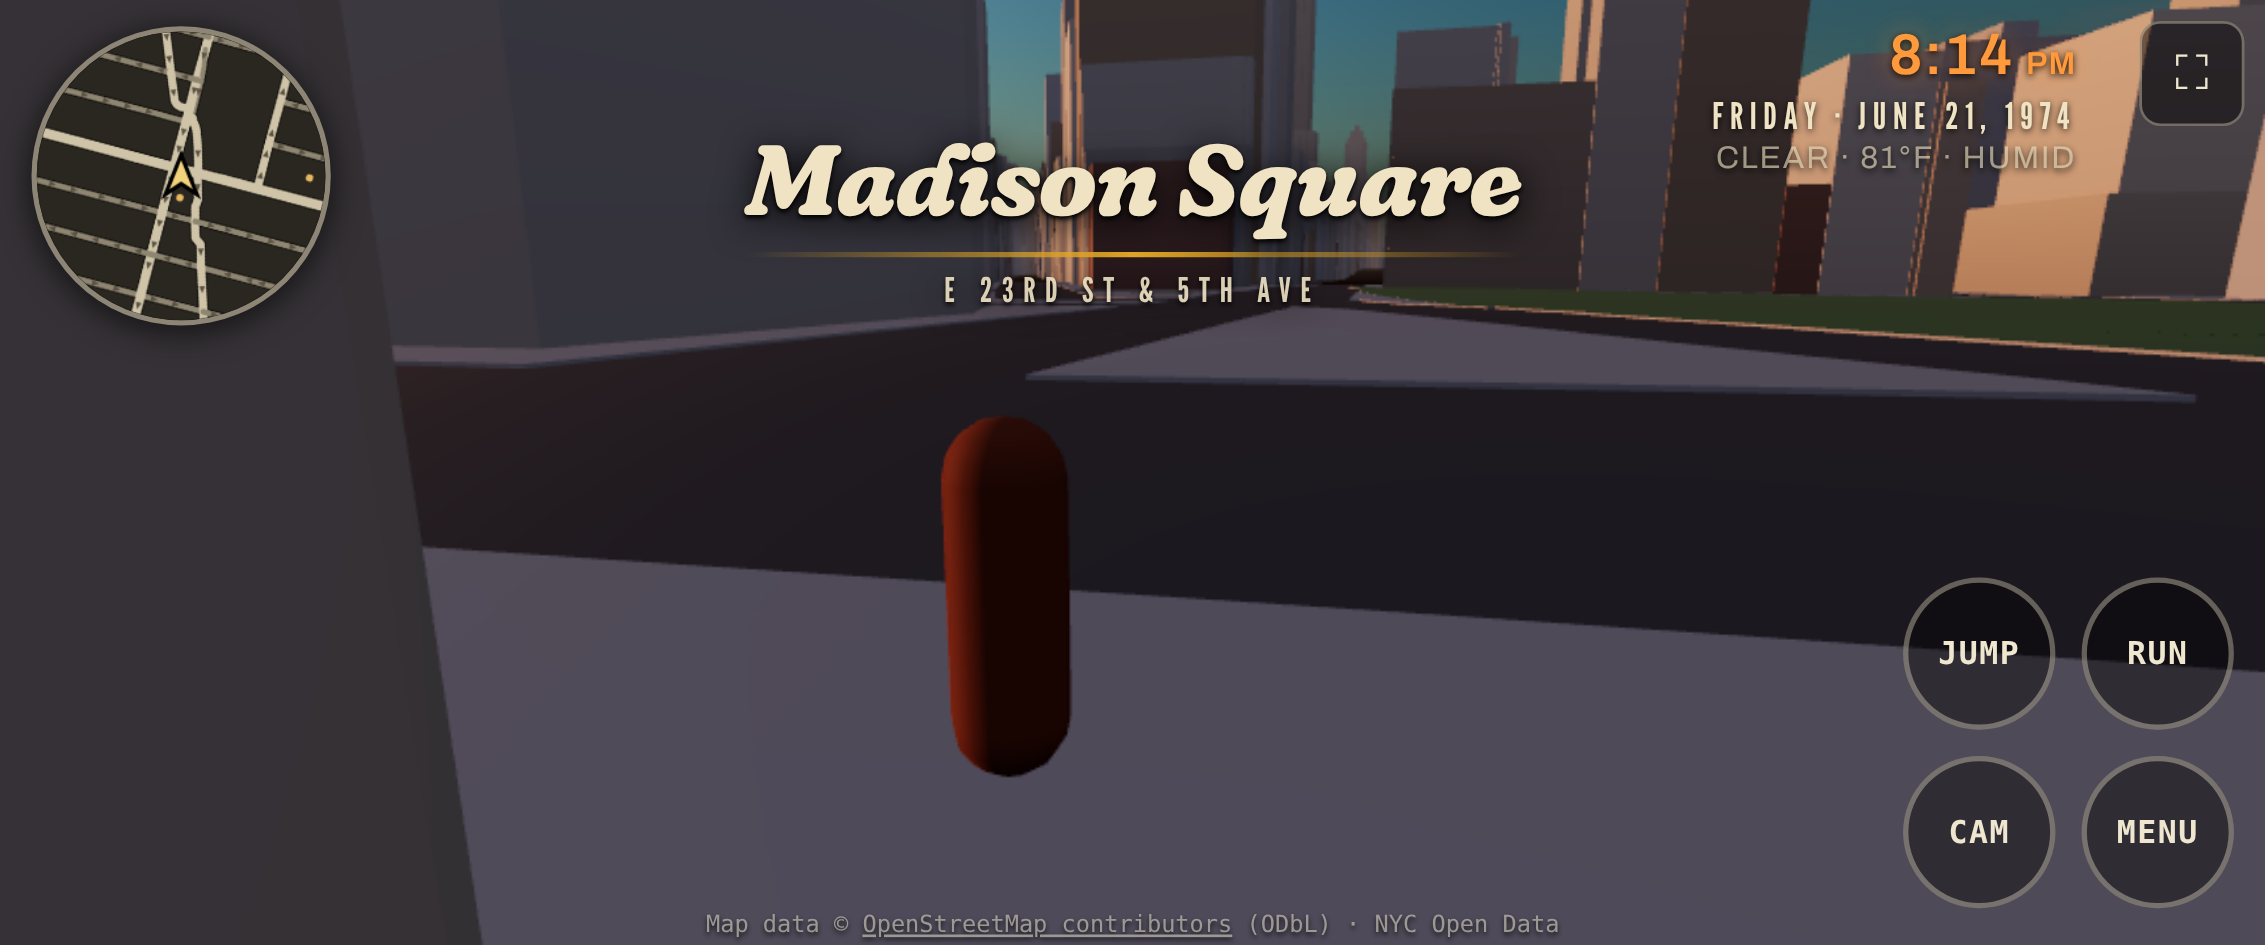 8:14 PM
FRIDAY · JUNE 21, 1974
CLEAR · 81°F · HUMID
Madison Square
E 23RD ST & 5TH AVE
JUMP
RUN
CAM
MENU
Map data © OpenStreetMap contributors (ODbL) · NYC Open Data